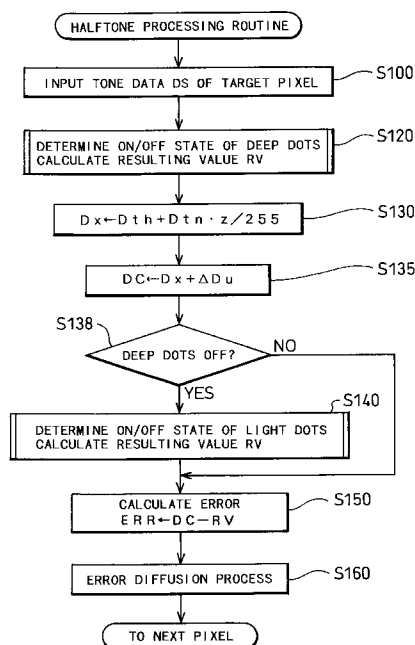 HALFTONE PROCESSING ROUTINE
S100
INPUT TONE DATA DS OF TARGET PIXEL
S120
DETERMINE ON/OFF STATE OF DEEP DOTS
CALCULATE RESULTING VALUE RV
S130
Dx←Dth+Dtn·z/255
S135
DC←Dx+ΔDu
S138
DEEP DOTS OFF?
NO
YES
S140
DETERMINE ON/OFF STATE OF LIGHT DOTS
CALCULATE RESULTING VALUE RV
S150
CALCULATE ERROR
ERR←DC−RV
S160
ERROR DIFFUSION PROCESS
TO NEXT PIXEL